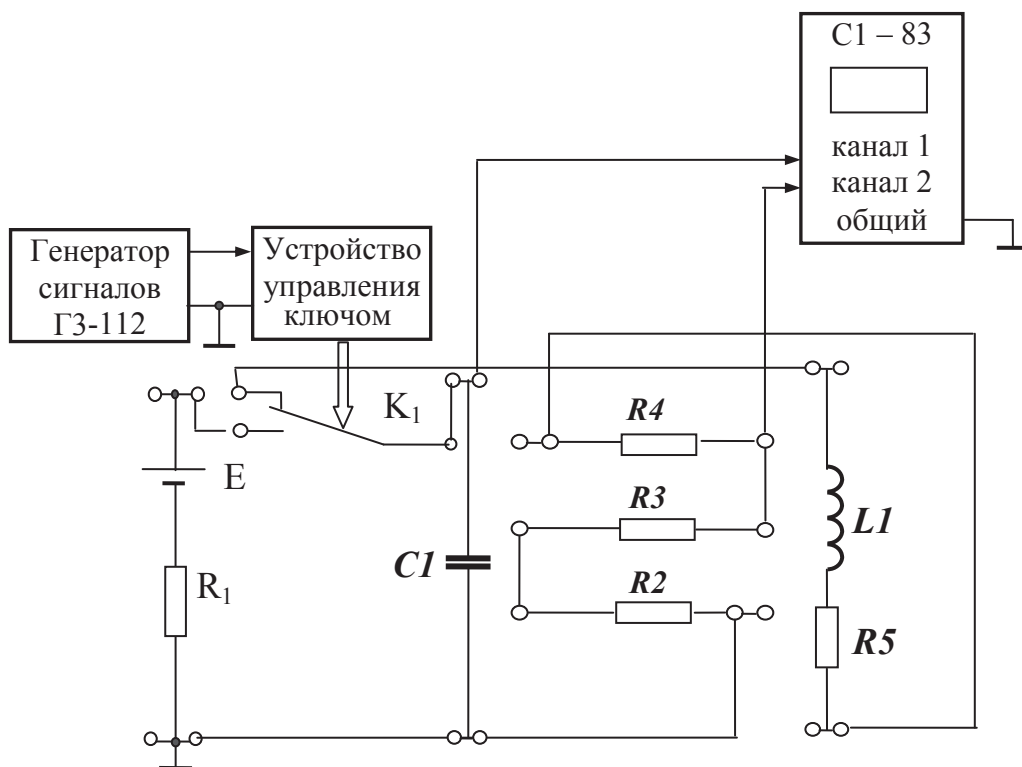 С1 – 83
канал 1
канал 2
общий
Генератор
сигналов
Г3-112
Устройство
управления
ключом
K1
R4
E
R3
L1
C1
R1
R2
R5